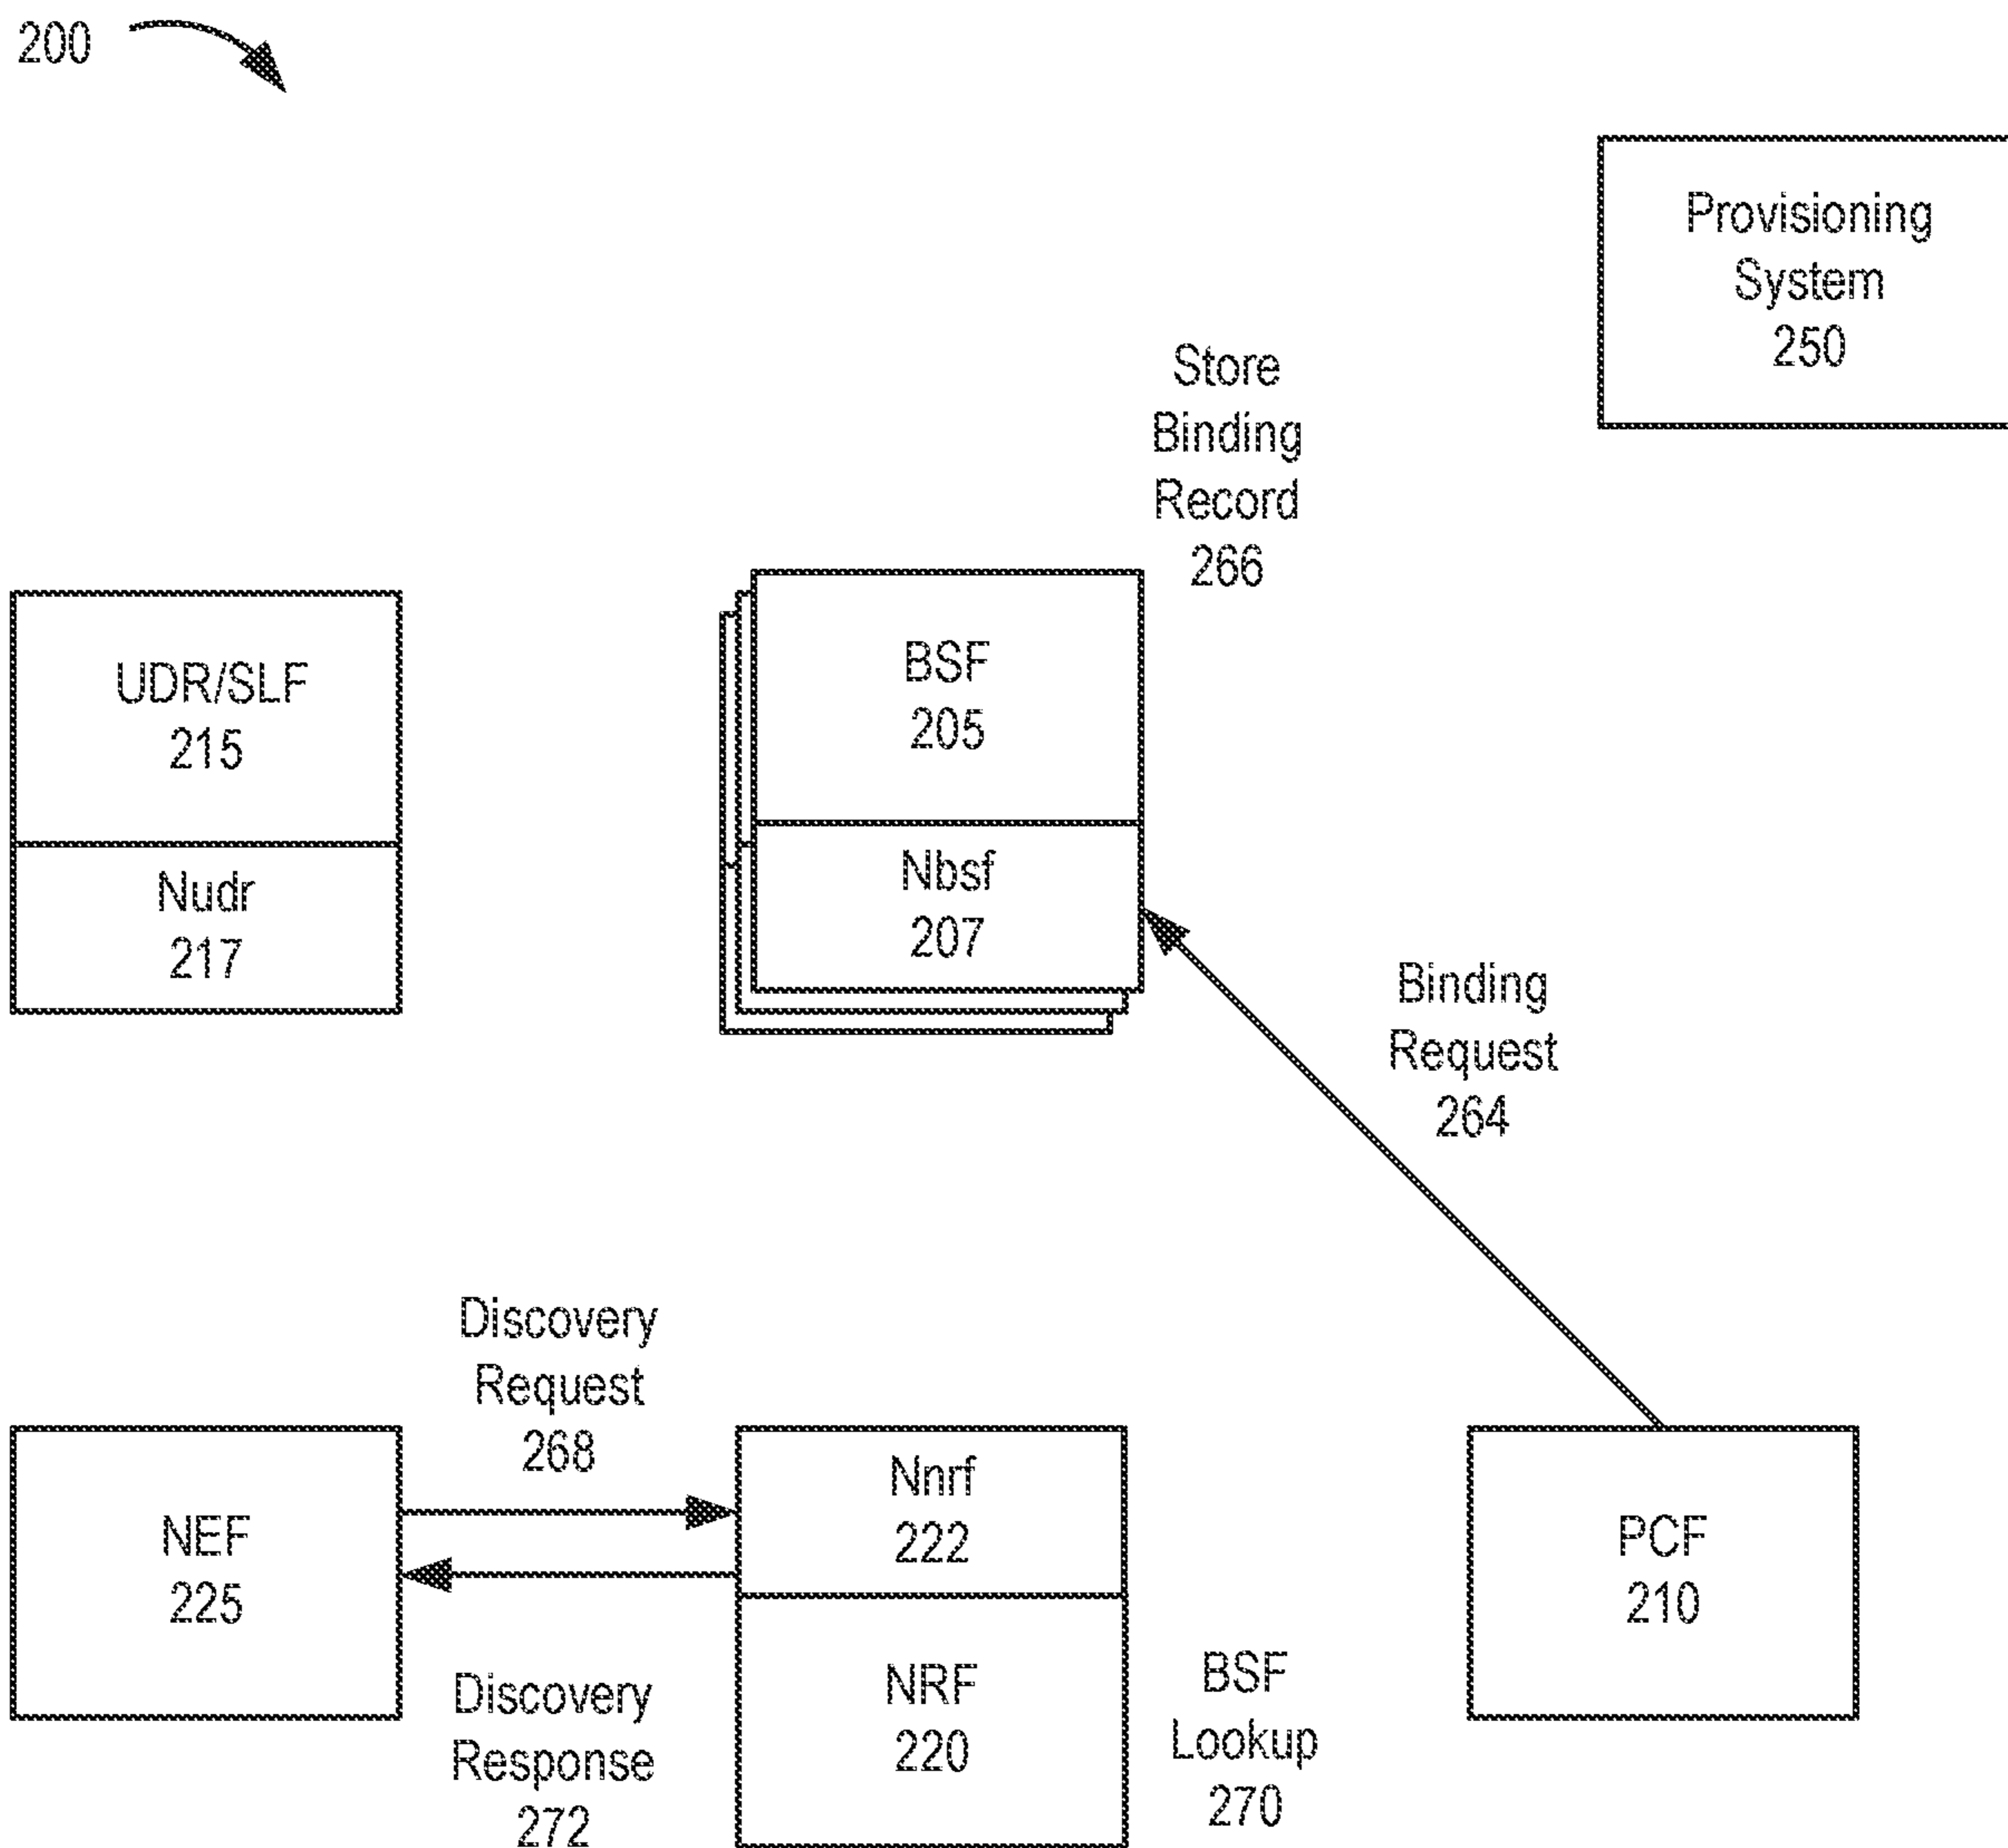 200
Provisioning
System
250
Store
Binding
Record
266
UDR/SLF
215
Nudr
217
BSF
205
Nbsf
207
Binding
Request
264
Discovery
Request
268
NEF
225
Nnrf
222
NRF
220
Discovery
Response
272
BSF
Lookup
270
PCF
210